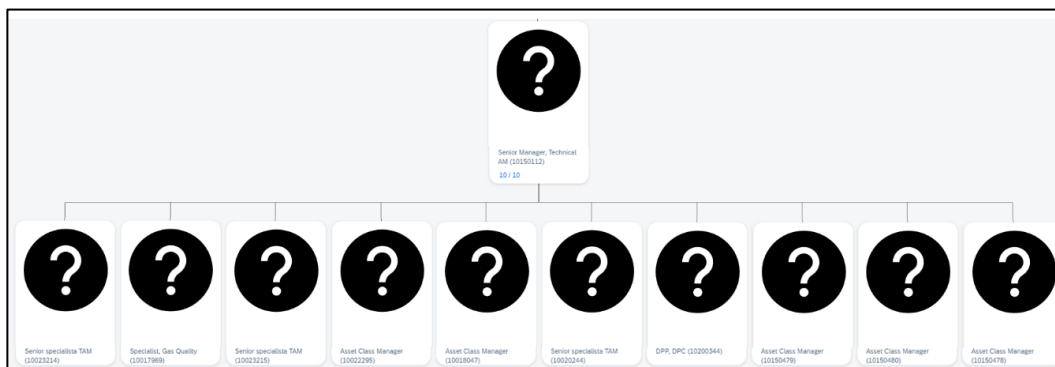 Senior Manager, Technical
AM (10150112)
10 / 10
Senior specialista TAM
(10023214)
Specialist, Gas Quality
(10017969)
Senior specialista TAM
(10023215)
Asset Class Manager
(10022295)
Asset Class Manager
(10018047)
Senior specialista TAM
(10020244)
DPP, DPC (10200344)
Asset Class Manager
(10150479)
Asset Class Manager
(10150480)
Asset Class Manager
(10150478)